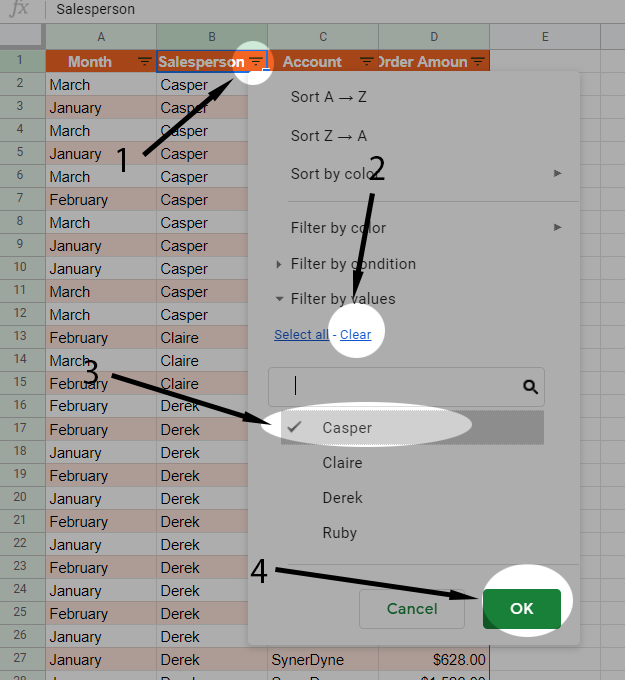 fx Salesperson
A B C D E
1 Month Salesperson Account Order Amoun
2 March Casper
3 January Casper
4 March Casper
5 January Casper
6 March Casper
7 February Casper
8 March Casper
9 January Casper
10 January Casper
11 March Casper
12 March Casper
13 February Claire
14 March Claire
15 February Claire
16 February Derek
17 February Derek
18 January Derek
19 February Derek
20 January Derek
21 February Derek
22 January Derek
23 February Derek
24 January Derek
25 February Derek
26 January Derek
27 January Derek SynerDyne $628.00
1
2
3
4
Sort A → Z
Sort Z → A
Sort by color
Filter by color
Filter by condition
Filter by values
Select all - Clear
Casper
Claire
Derek
Ruby
Cancel OK